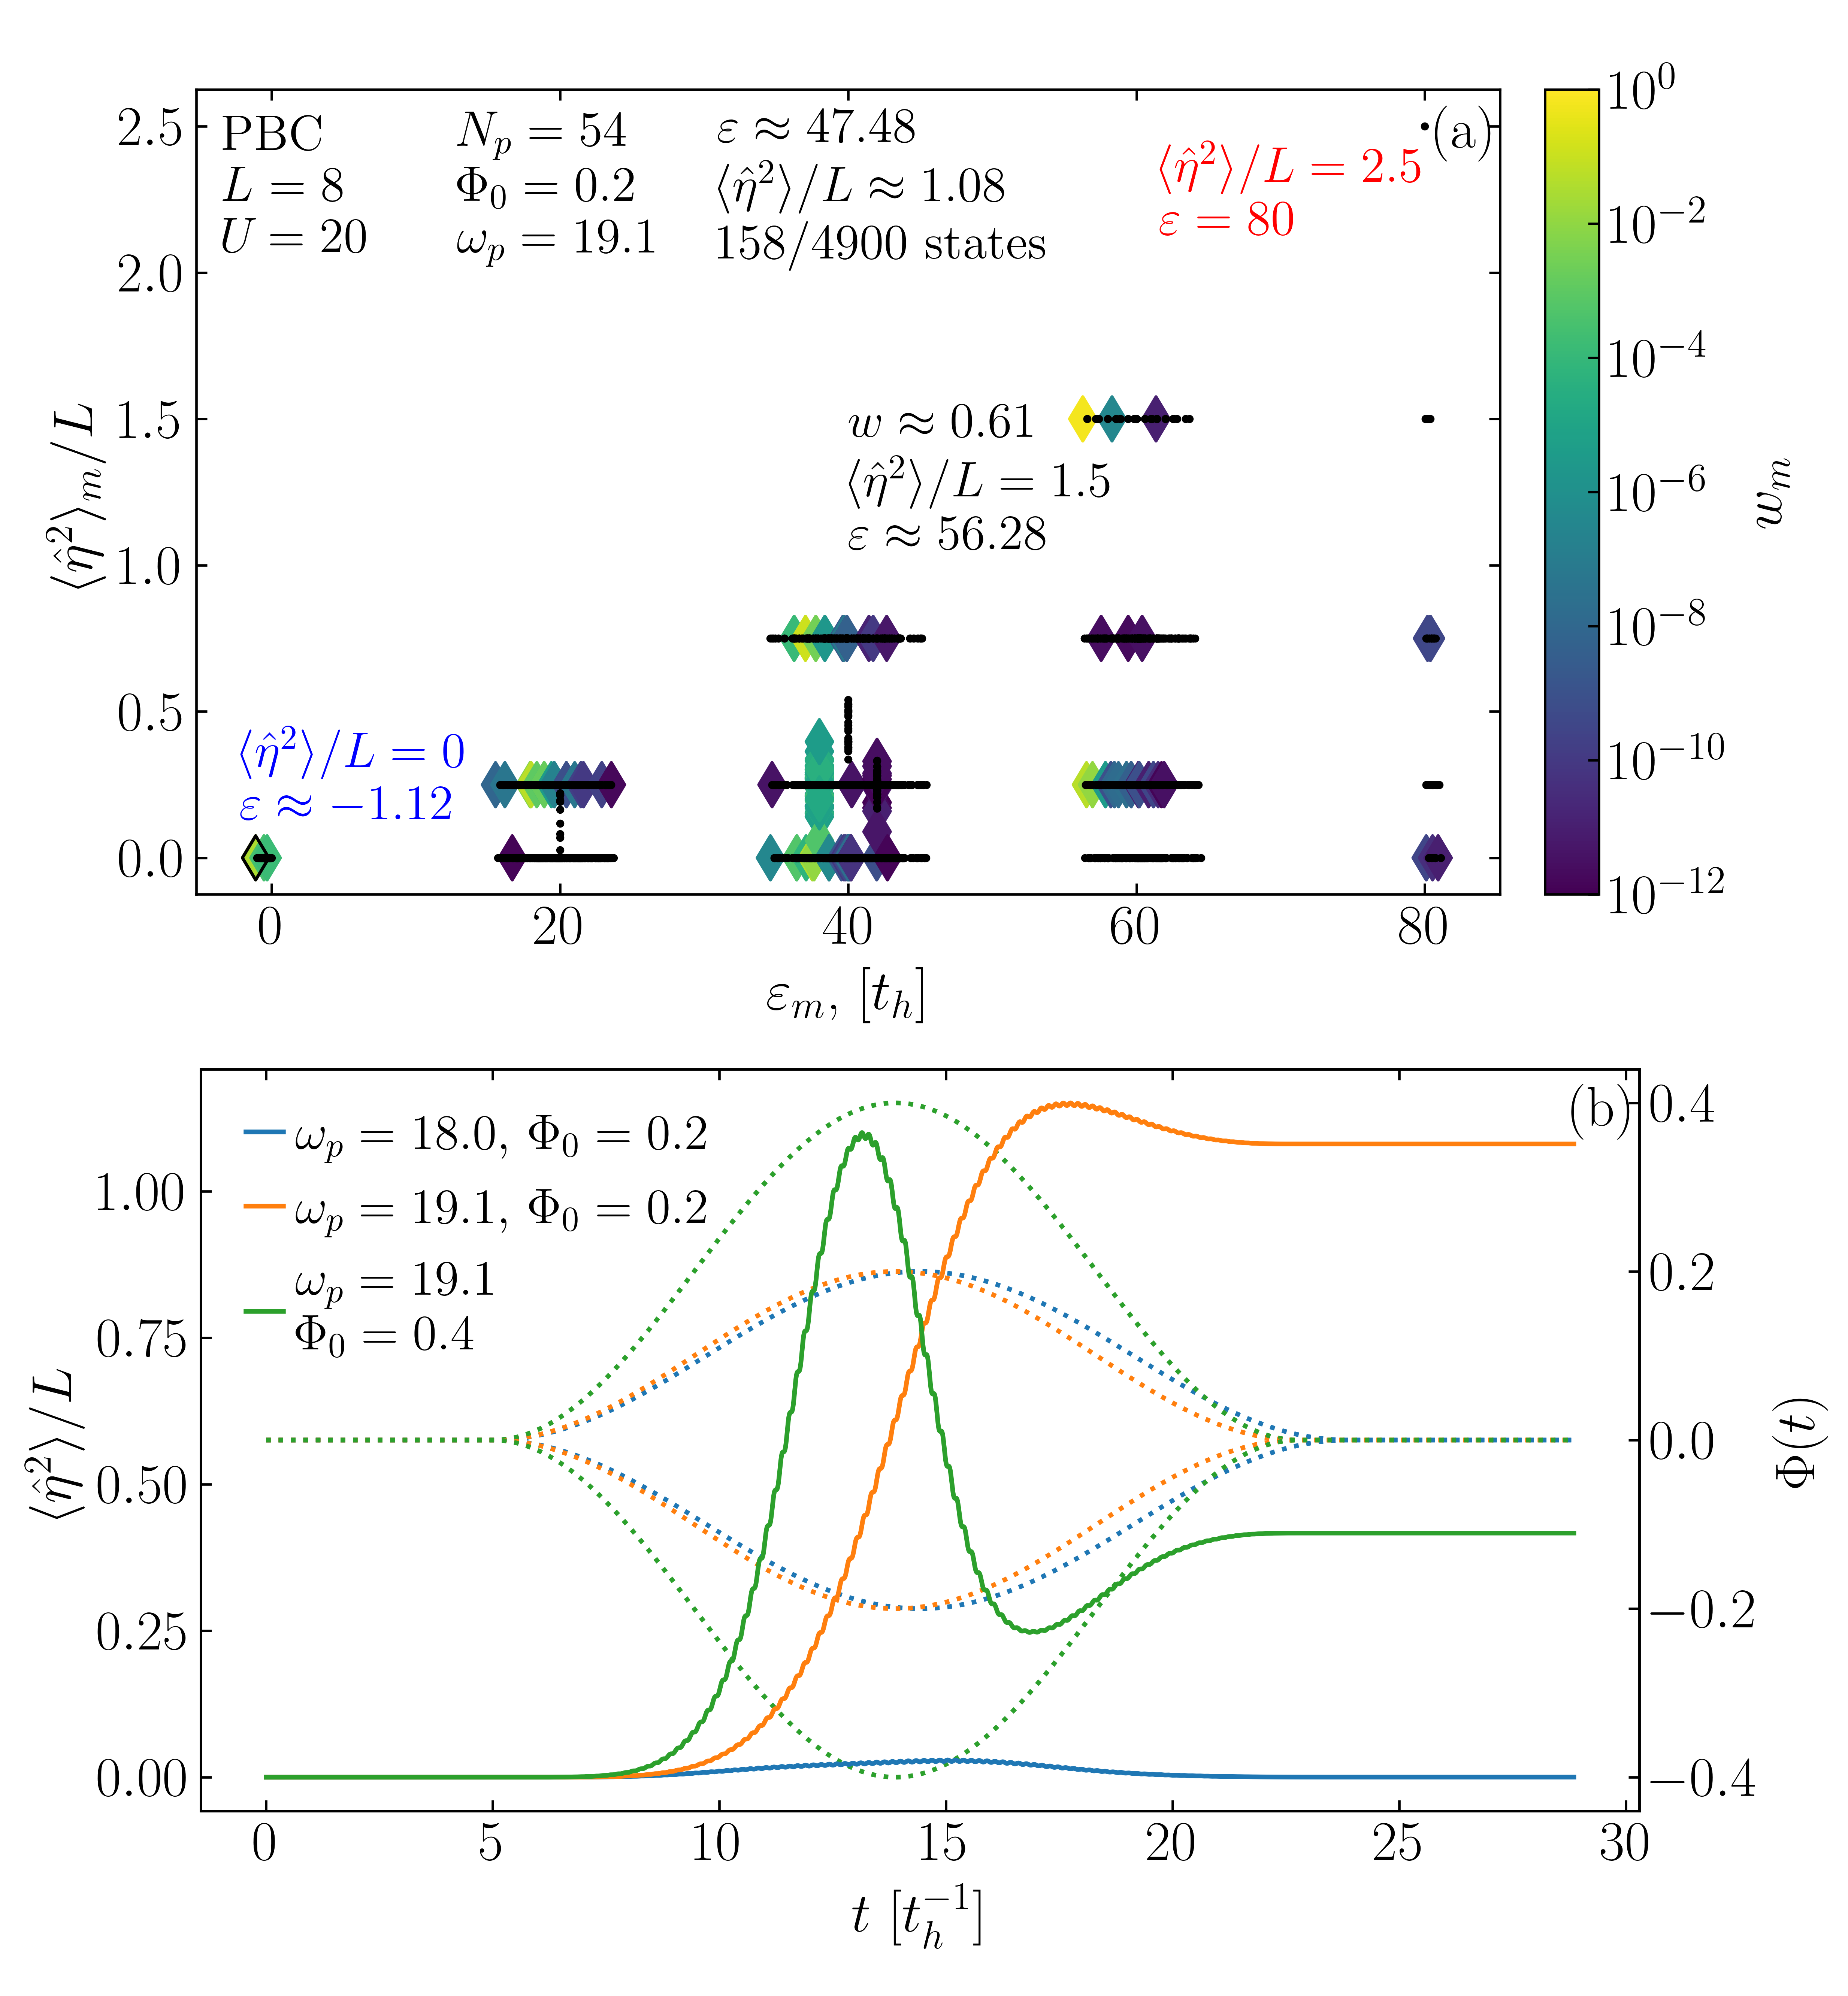 PBC
L = 8
U = 20
N_p = 54
Φ_0 = 0.2
ω_p = 19.1
ε ≈ 47.48
⟨η̂^2⟩/L ≈ 1.08
158/4900 states
⟨η̂^2⟩/L = 2.5
ε = 80
(a)
w ≈ 0.61
⟨η̂^2⟩/L = 1.5
ε ≈ 56.28
⟨η̂^2⟩/L = 0
ε ≈ −1.12
2.5
2.0
1.5
1.0
0.5
0.0
⟨η̂^2⟩_m/L
0 20 40 60 80
ε_m, [t_h]
10^0
10^−2
10^−4
10^−6
10^−8
10^−10
10^−12
w_m
(b)
ω_p = 18.0, Φ_0 = 0.2
ω_p = 19.1, Φ_0 = 0.2
ω_p = 19.1
Φ_0 = 0.4
1.00
0.75
0.50
0.25
0.00
⟨η̂^2⟩/L
0.4
0.2
0.0
−0.2
−0.4
Φ(t)
0 5 10 15 20 25 30
t [t_h^−1]